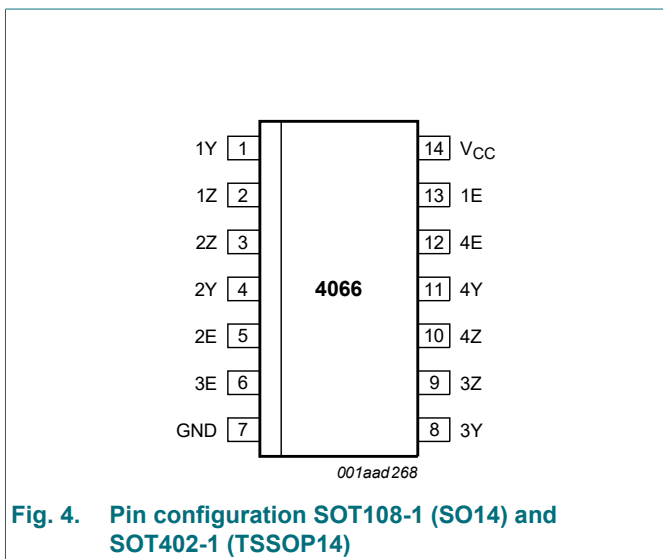 1Y 1 14 VCC
1Z 2 13 1E
2Z 3 12 4E
2Y 4 4066 11 4Y
2E 5 10 4Z
3E 6 9 3Z
GND 7 8 3Y
001aad268
Fig. 4. Pin configuration SOT108-1 (SO14) and
SOT402-1 (TSSOP14)